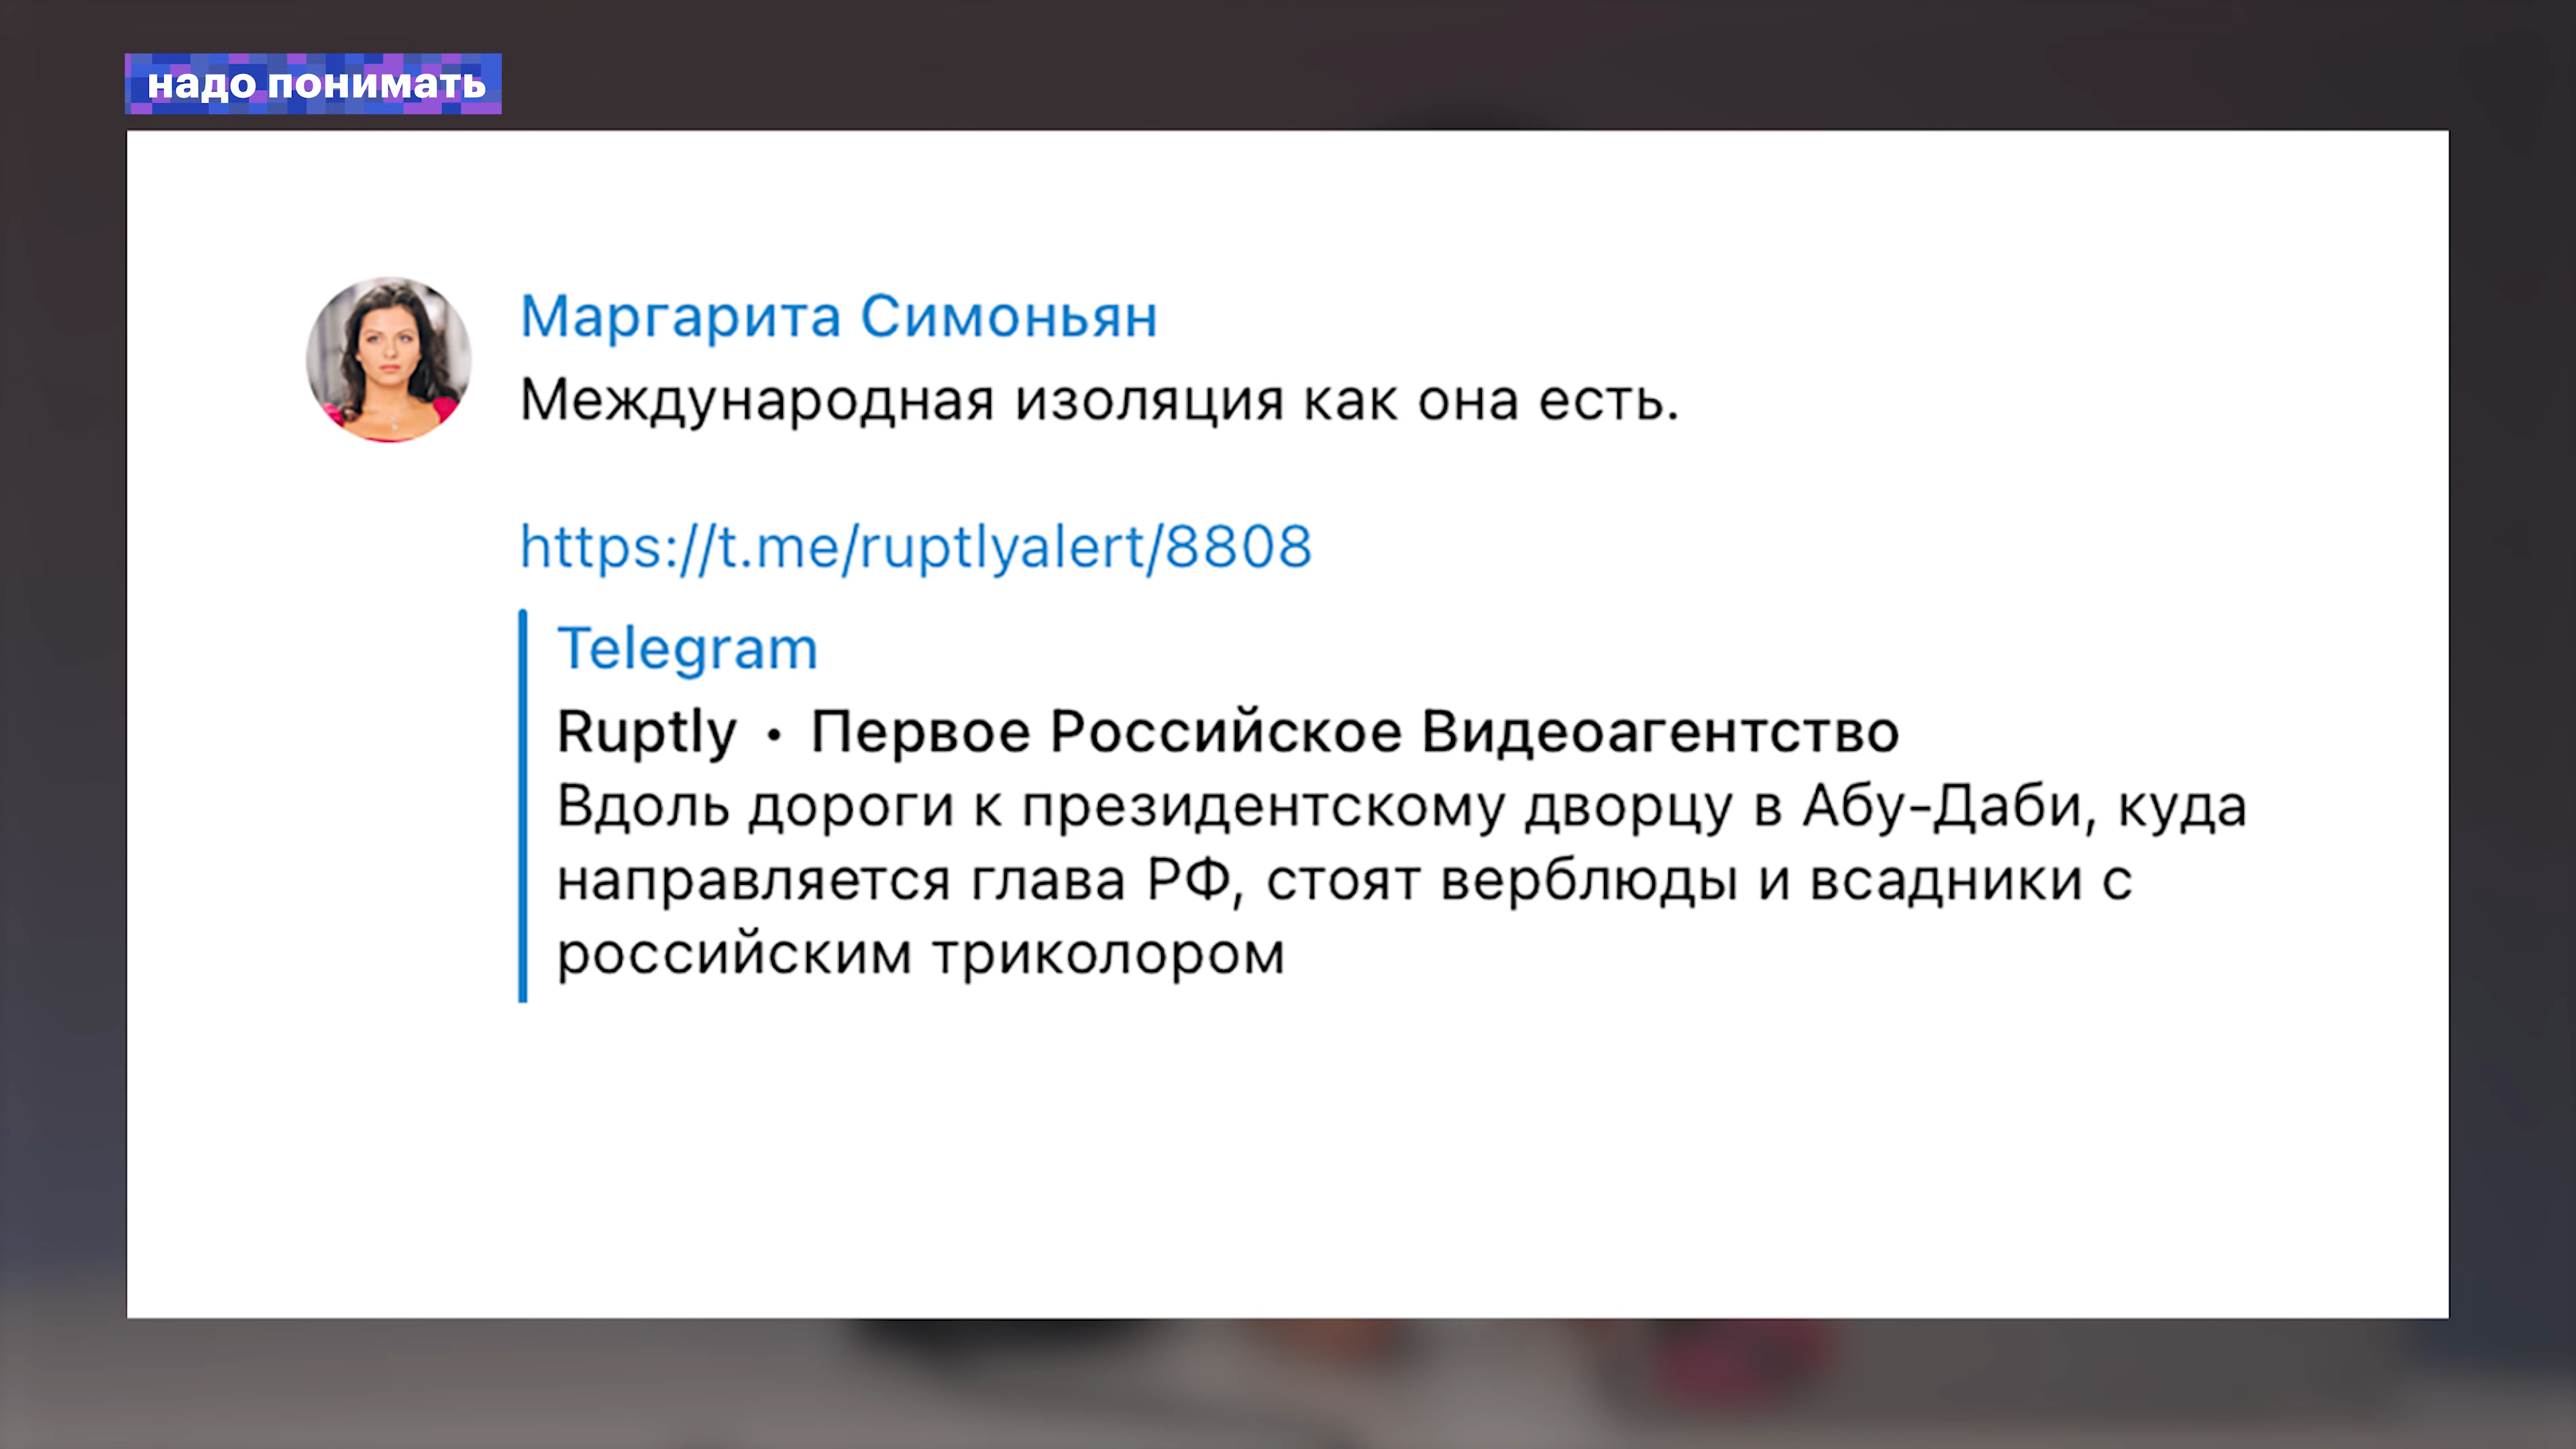 надо понимать
Маргарита Симоньян
Международная изоляция как она есть.
https://t.me/ruptlyalert/8808
Telegram
Ruptly • Первое Российское Видеоагентство
Вдоль дороги к президентскому дворцу в Абу-Даби, куда
направляется глава РФ, стоят верблюды и всадники с
российским триколором